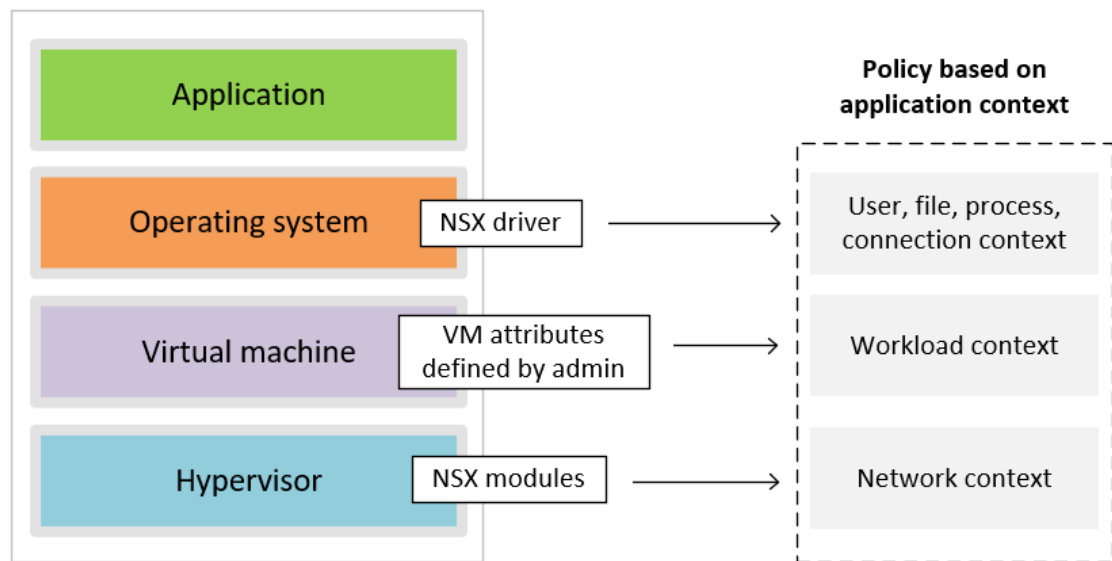 Application
Operating system
NSX driver
Virtual machine
VM attributes
defined by admin
Hypervisor
NSX modules
Policy based on
application context
User, file, process,
connection context
Workload context
Network context